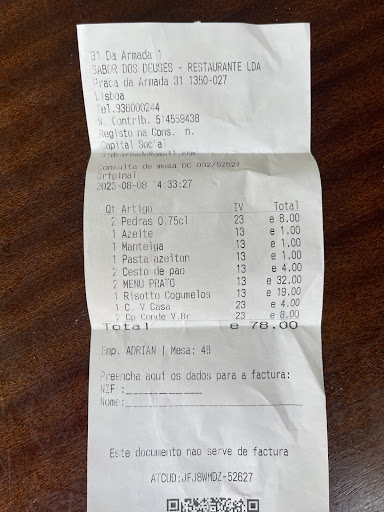 31 Da Armada 1
SABOR DOS DEUSES - RESTAURANTE LDA
Praca da Armada 31 1350-027
Lisboa
Tel.936000244
N. Contrib. 514559438
Registo na Cons. n.
Capital Social
Consulta de mesa DC 092/52627
Original
2023-08-08 4:33:27
Qt Artigo IV Total
2 Pedras 0.75cl 23 e 8.00
1 Azeite 13 e 1.00
1 Manteiga 13 e 1.00
1 Pasta azeiton 13 e 1.00
2 Cesto de pao 13 e 4.00
2 MENU PRATO 13 e 32.00
1 Risotto Cogumelos 13 e 19.00
1 C. V Casa 23 e 4.00
2 Cp Conde V.Br 23 e 8.00
Total e 78.00
Emp. ADRIAN | Mesa: 46
Preencha aqui os dados para a factura:
NIF :
Nome:
Este documento nao serve de factura
ATCUD:JFJ8WMDZ-52627